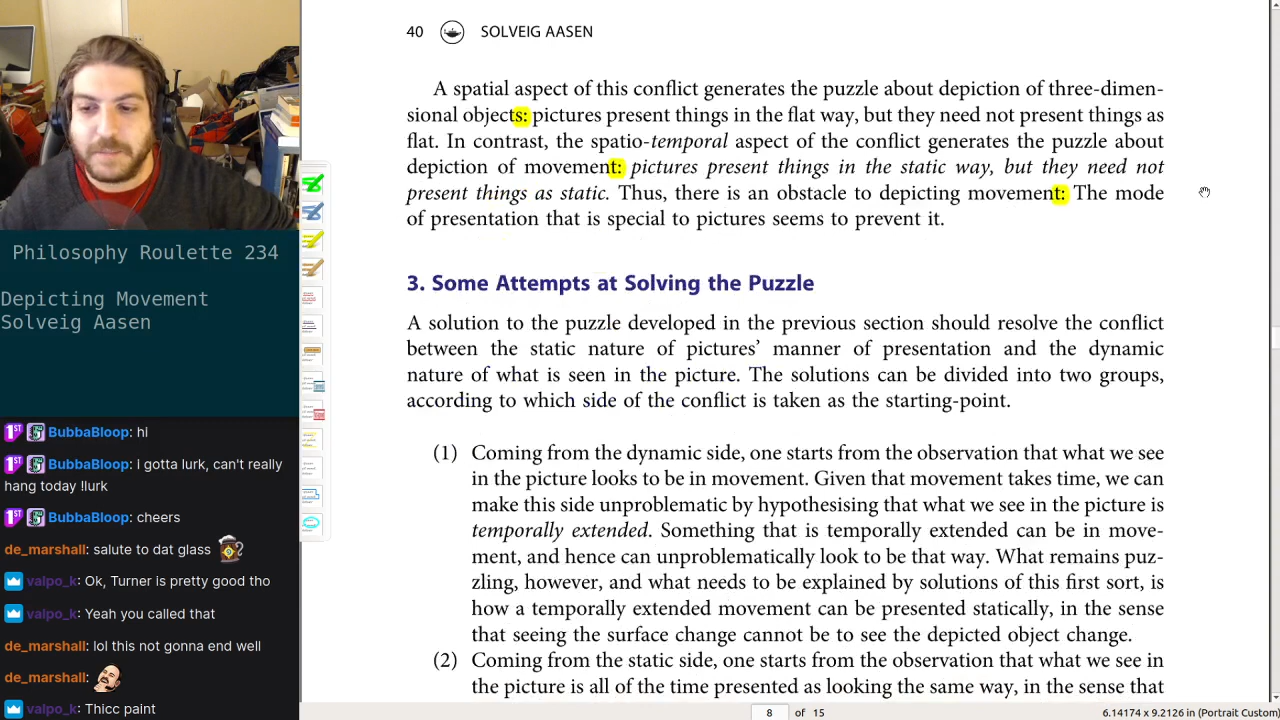 40 SOLVEIG AASEN
A spatial aspect of this conflict generates the puzzle about depiction of three-dimen-
sional objects: pictures present things in the flat way, but they need not present things as
flat. In contrast, the spatio-temporal aspect of the conflict generates the puzzle about
depiction of movement: pictures present things in the static way, but they need not
present things as static. Thus, there is an obstacle to depicting movement: The mode
of presentation that is special to pictures seems to prevent it.
3. Some Attempts at Solving the Puzzle
A solution to the puzzle developed in the previous section should resolve the conflict
between the static nature of pictures' manner of presentation and the dynamic
nature of what is seen in the picture. The solutions can be divided into two groups,
according to which side of the conflict is taken as the starting-point.
(1) Coming from the dynamic side, one starts from the observation that what we see
in the picture looks to be in movement. Given that movement takes time, we can
make this look unproblematic by hypothesizing that what we see in the picture is
temporally extended. Something that is temporally extended can be in move-
ment, and hence can unproblematically look to be that way. What remains puz-
zling, however, and what needs to be explained by solutions of this first sort, is
how a temporally extended movement can be presented statically, in the sense
that seeing the surface change cannot be to see the depicted object change.
(2) Coming from the static side, one starts from the observation that what we see in
the picture is all of the time presented as looking the same way, in the sense that
8 of 15
6.14174 x 9.2126 in (Portrait Custom)
Philosophy Roulette 234
Depicting Movement
Solveig Aasen
BubbaBloop: hi
BubbaBloop: I gotta lurk, can't really
hang today !lurk
BubbaBloop: cheers
de_marshall: salute to dat glass
valpo_k: Ok, Turner is pretty good tho
valpo_k: Yeah you called that
de_marshall: lol this not gonna end well
de_marshall:
valpo_k: Thicc paint